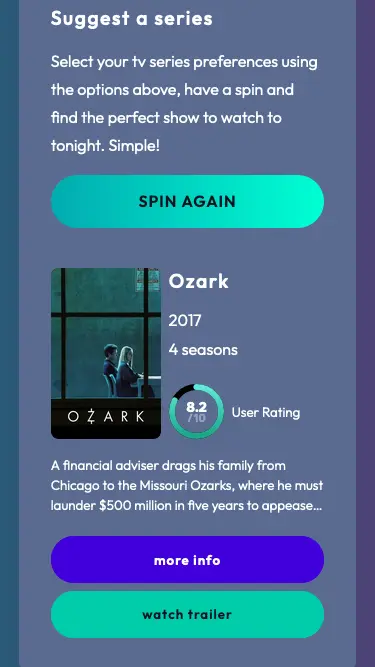 Suggest a series
Select your tv series preferences using
the options above, have a spin and
find the perfect show to watch to
tonight. Simple!
SPIN AGAIN
Ozark
2017
4 seasons
8.2
/10
User Rating
OZARK
A financial adviser drags his family from
Chicago to the Missouri Ozarks, where he must
launder $500 million in five years to appease...
more info
watch trailer